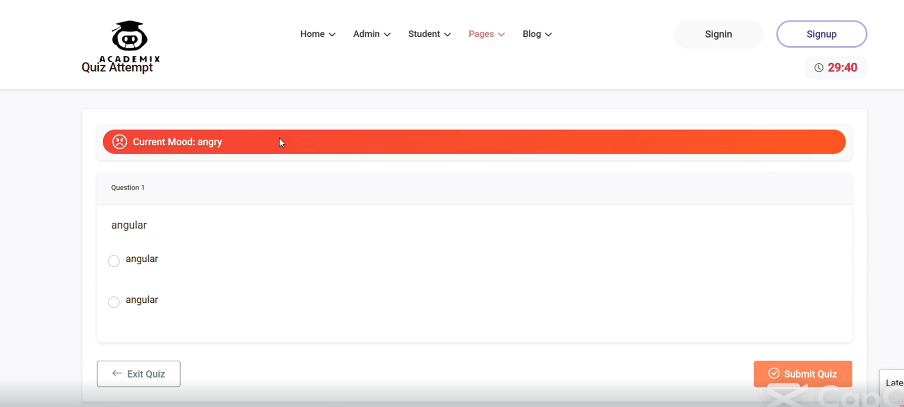 Home Admin Student Pages Blog Signin Signup
ACADEMIX
Quiz Attempt 29:40
Current Mood: angry
Question 1
angular
angular
angular
Exit Quiz Submit Quiz
Late